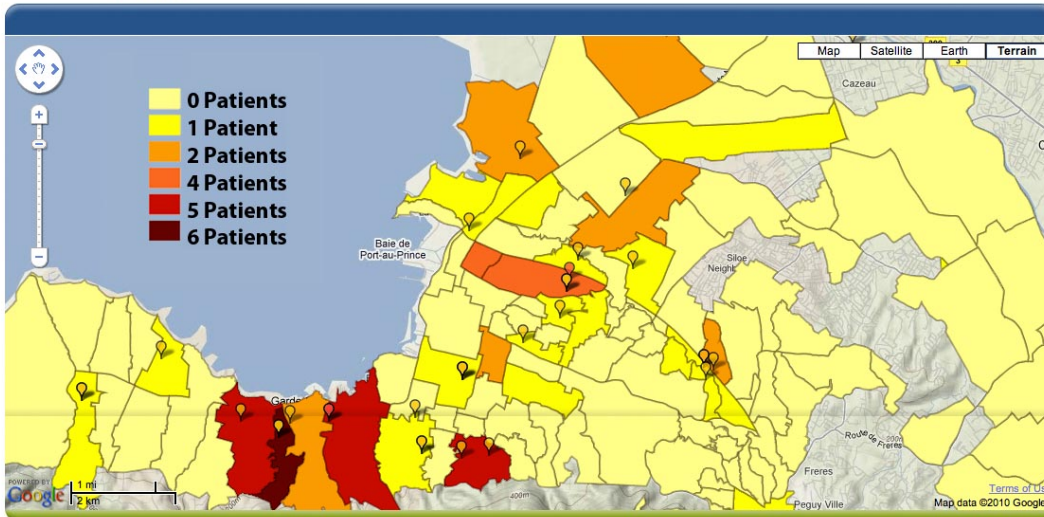 Map
Satellite
Earth
Terrain
Cazeau
0 Patients
1 Patient
2 Patients
4 Patients
5 Patients
6 Patients
Baie de
Port-au-Prince
Siloe
Neight
Route de Freres
200m
Freres
400m
Peguy Ville
POWERED BY
Google
1 mi
2 km
Terms of Us
Map data ©2010 Google